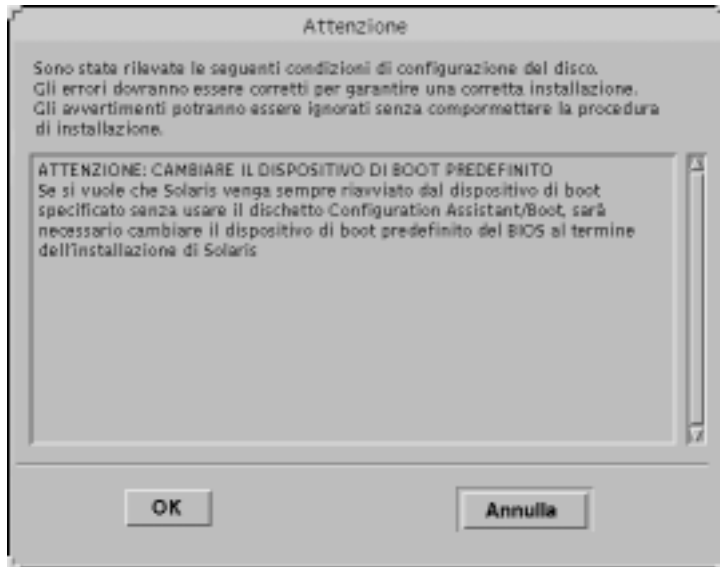 Attenzione
Sono state rilevate le seguenti condizioni di configurazione del disco.
Gli errori dovranno essere corretti per garantire una corretta installazione.
Gli avvertimenti potranno essere ignorati senza compormettere la procedura
di installazione.
ATTENZIONE: CAMBIARE IL DISPOSITIVO DI BOOT PREDEFINITO
Se si vuole che Solaris venga sempre riavviato dal dispositivo di boot
specificato senza usare il dischetto Configuration Assistant/Boot, sarà
necessario cambiare il dispositivo di boot predefinito del BIOS al termine
dell'installazione di Solaris
OK
Annulla